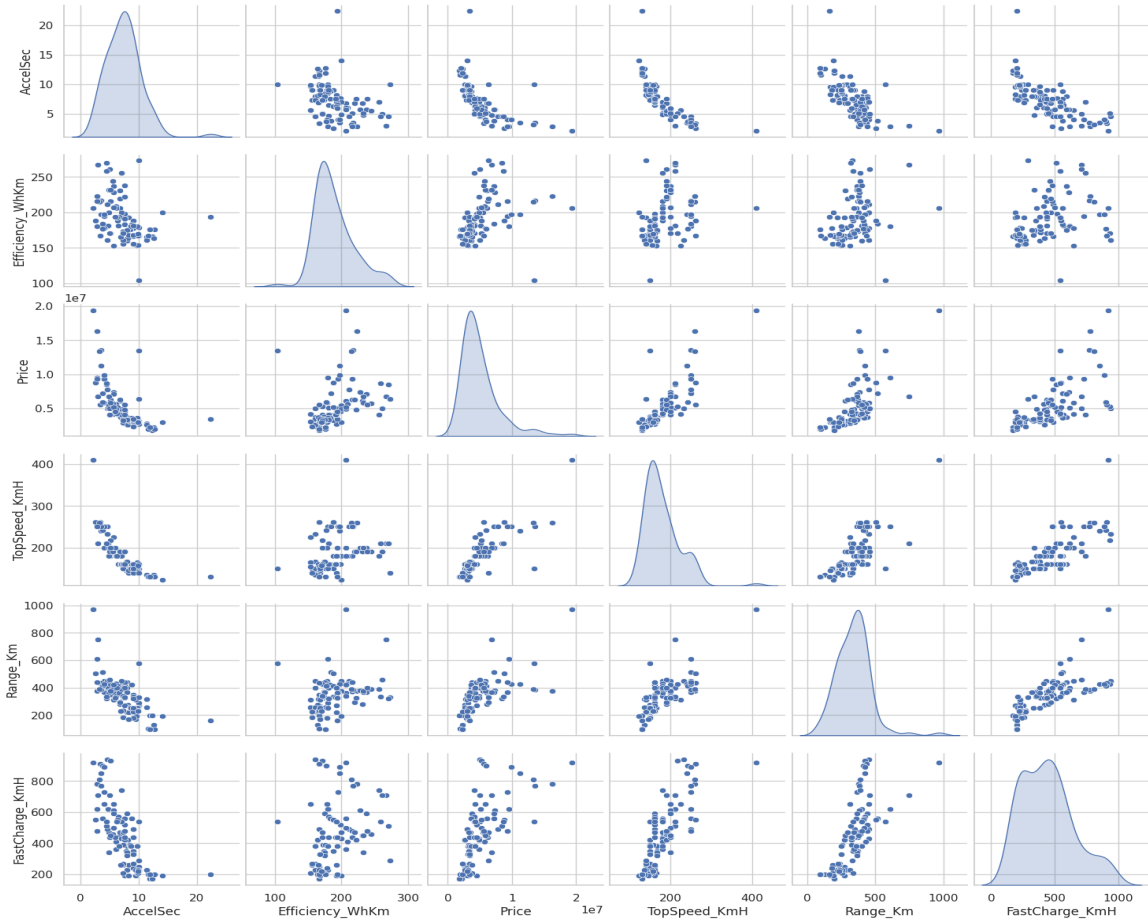 20
15
10
5
AccelSec
250
200
150
100
Efficiency_WhKm
1e7
2.0
1.5
1.0
0.5
Price
400
300
200
TopSpeed_KmH
1000
800
600
400
200
Range_Km
800
600
400
200
FastCharge_KmH
0 10 20
100 200 300
0 1 2
200 400
0 500 1000
0 500 1000
1e7
AccelSec Efficiency_WhKm Price TopSpeed_KmH Range_Km FastCharge_KmH